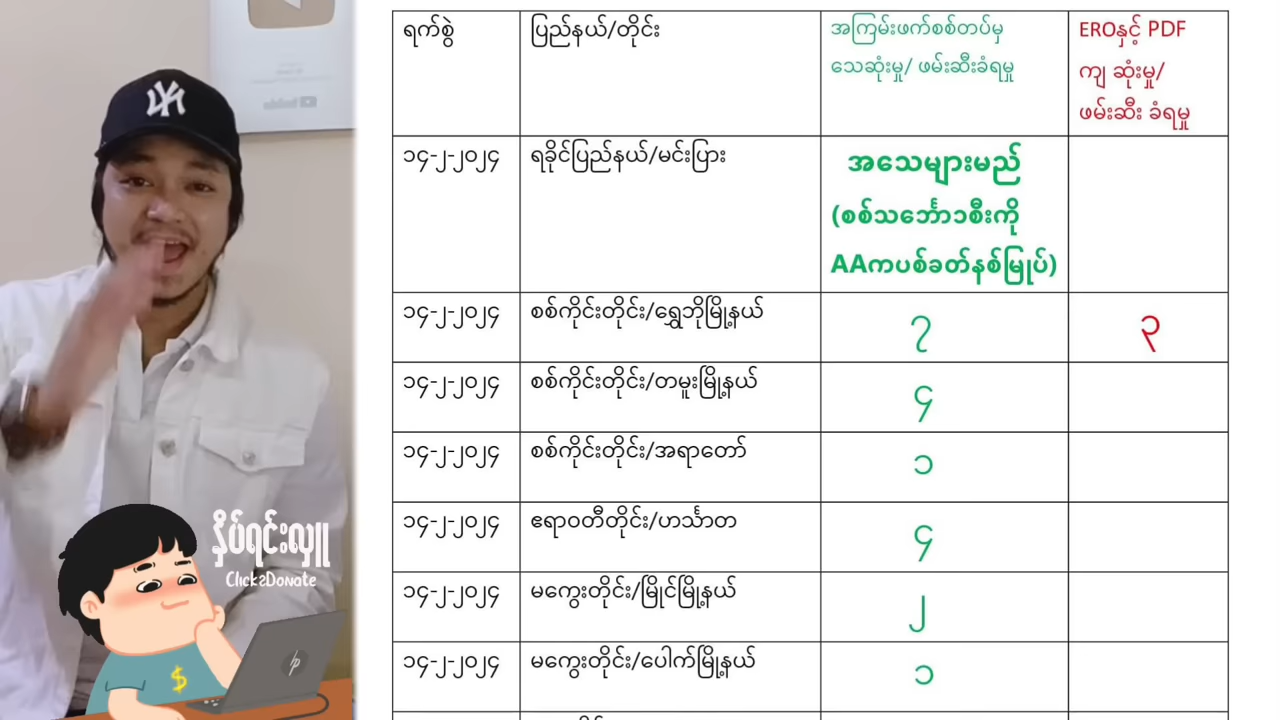 ရက်စွဲ
ပြည်နယ်/တိုင်း
အကြမ်းဖက်စစ်တပ်မှ
သေဆုံးမှု/ ဖမ်းဆီးခံရမှု
EROနှင့် PDF
ကျ ဆုံးမှု/
ဖမ်းဆီး ခံရမှု
၁၄-၂-၂၀၂၄
ရခိုင်ပြည်နယ်/မင်းပြား
အသေများမည်
(စစ်သင်္ဘော၁စီးကို
AAကပစ်ခတ်နစ်မြုပ်)
၁၄-၂-၂၀၂၄
စစ်ကိုင်းတိုင်း/ရွှေဘိုမြို့နယ်
၇
၃
၁၄-၂-၂၀၂၄
စစ်ကိုင်းတိုင်း/တမူးမြို့နယ်
၄
၁၄-၂-၂၀၂၄
စစ်ကိုင်းတိုင်း/အရာတော်
၁
၁၄-၂-၂၀၂၄
ဧရာဝတီတိုင်း/ဟင်္သာတ
၄
၁၄-၂-၂၀၂၄
မကွေးတိုင်း/မြိုင်မြို့နယ်
၂
၁၄-၂-၂၀၂၄
မကွေးတိုင်း/ပေါက်မြို့နယ်
၁
နှိပ်ရင်းလှူ
Click2Donate
hp
$